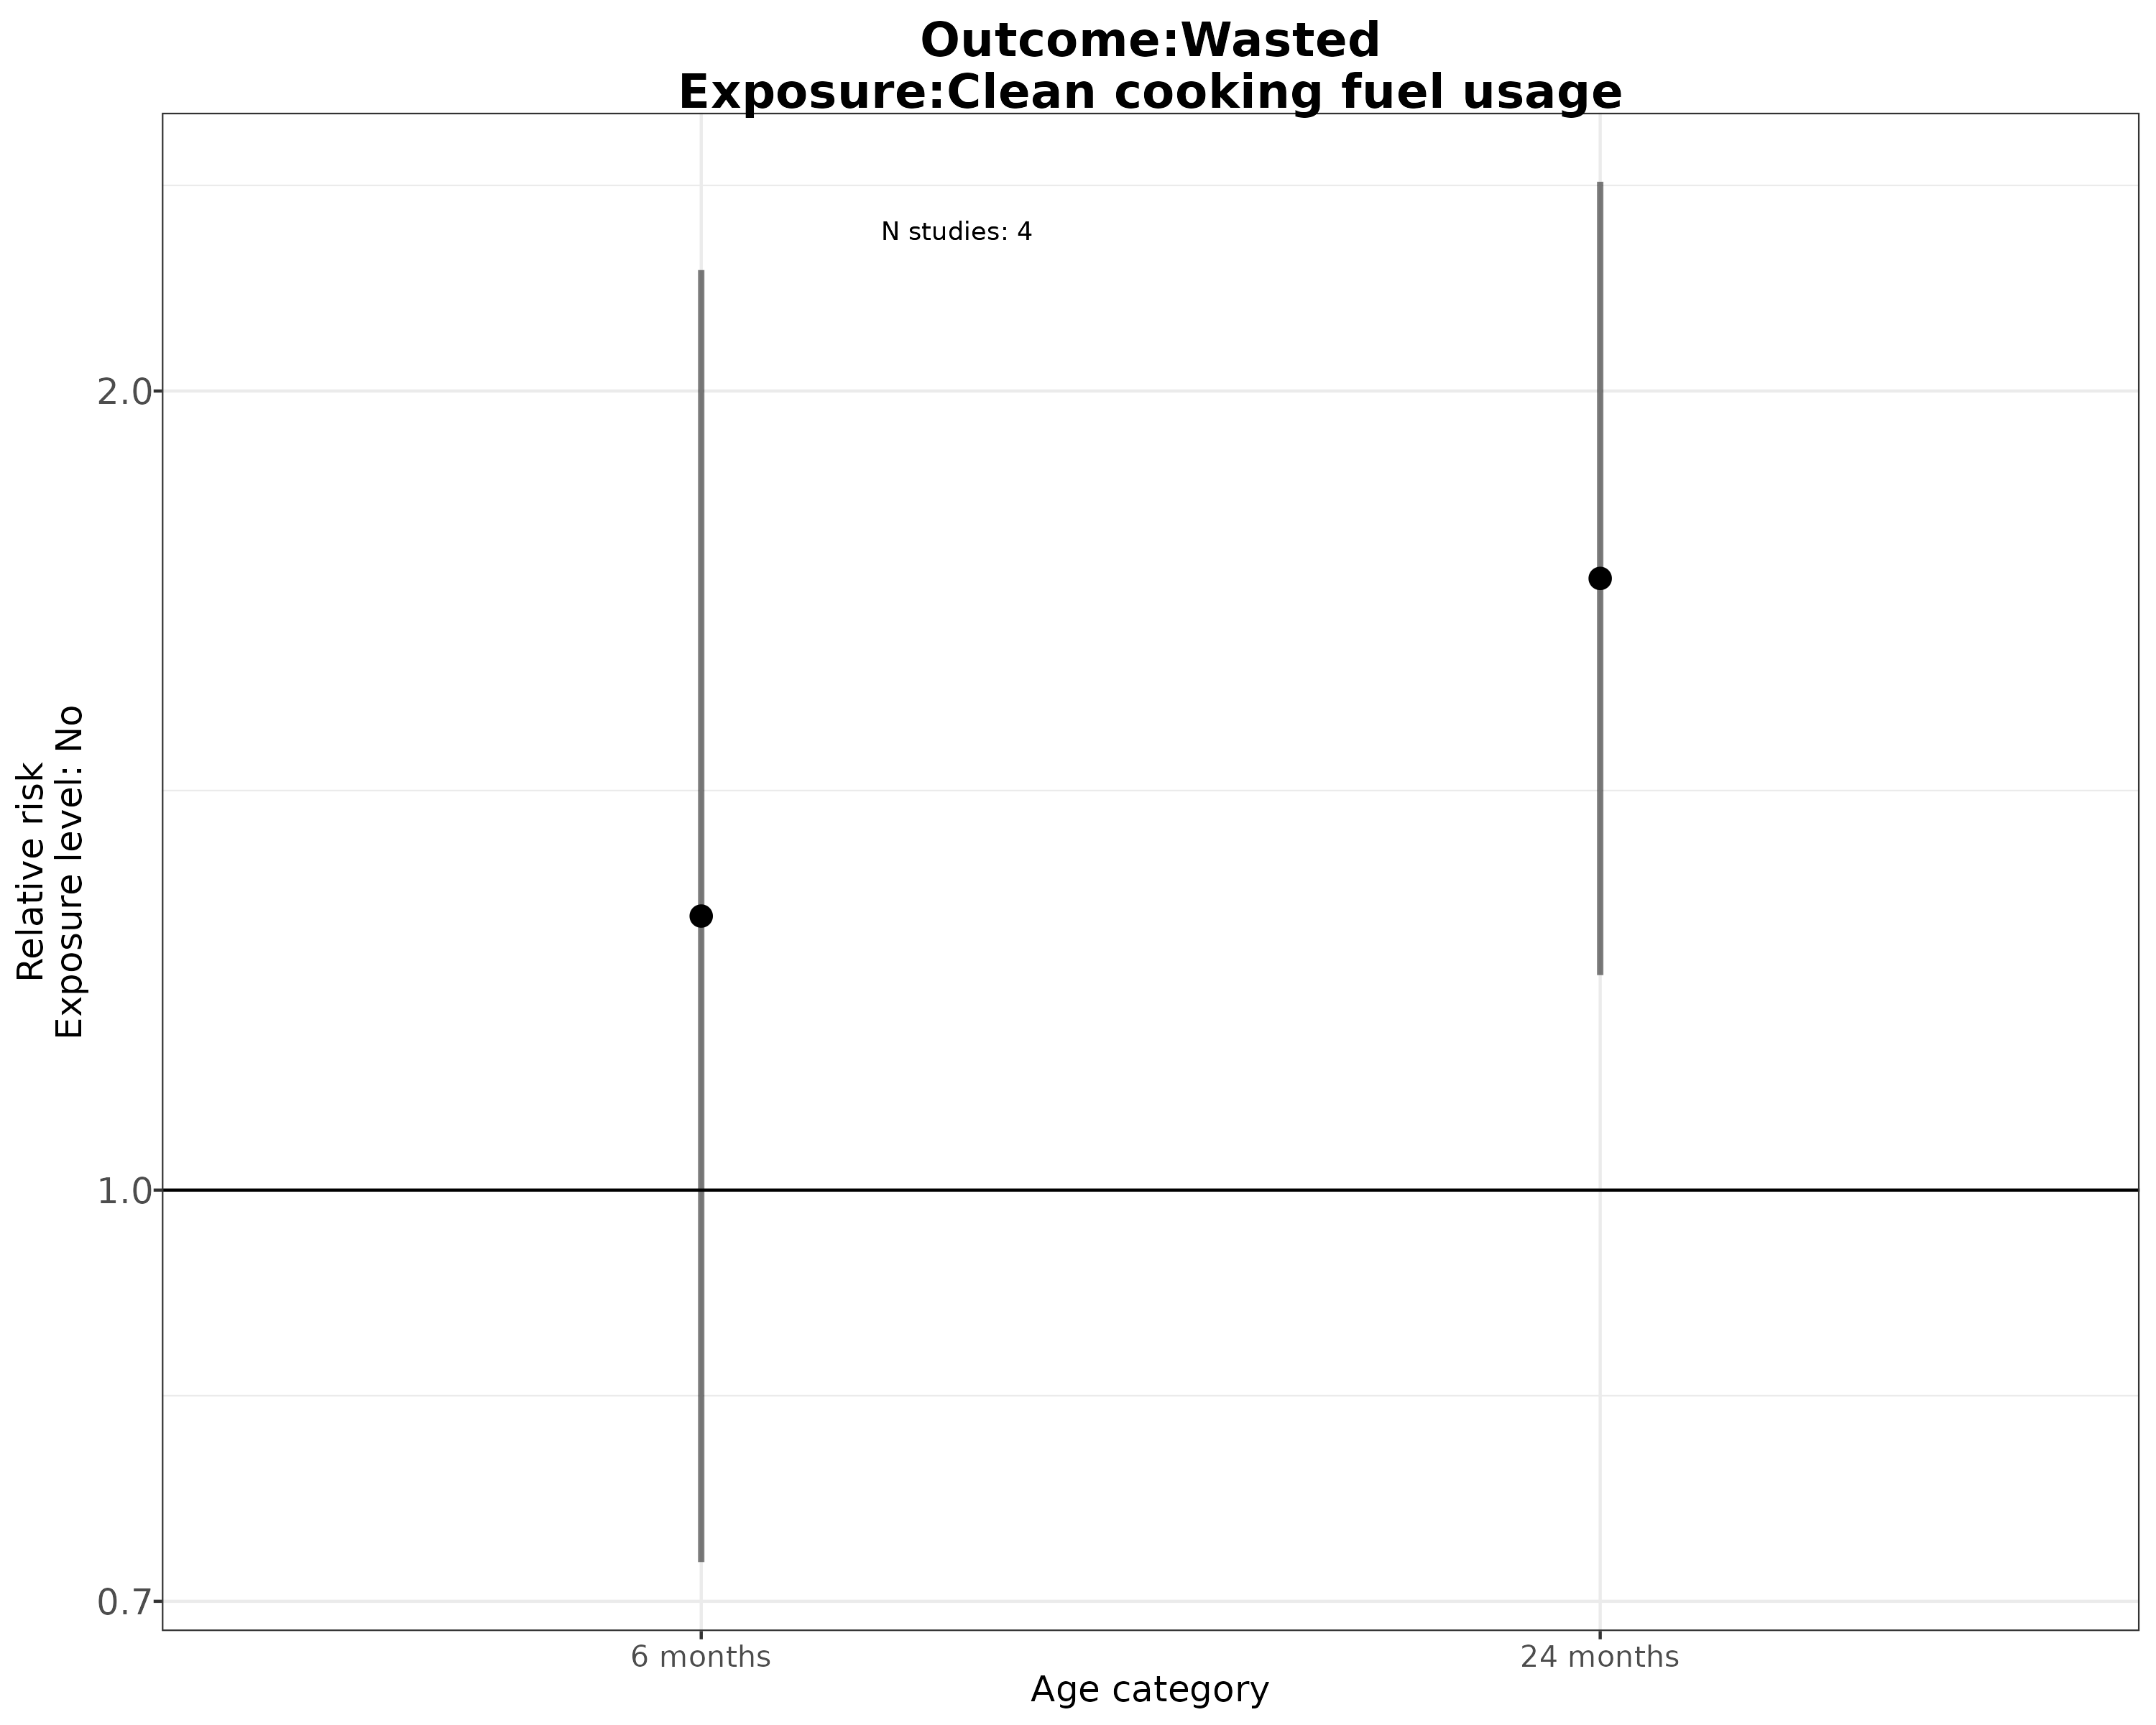 Outcome:Wasted
Exposure:Clean cooking fuel usage
N studies: 4
2.0
1.0
0.7
Relative risk
Exposure level: No
6 months
24 months
Age category